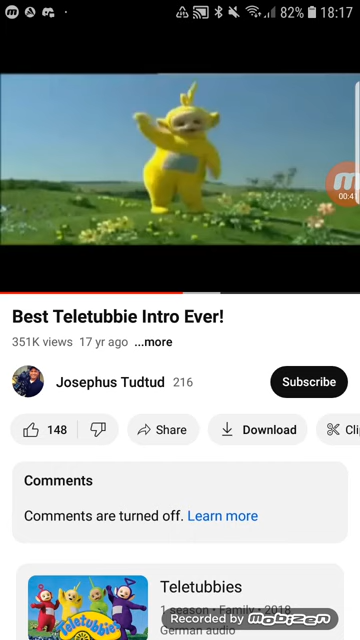 82% 18:17
00:4
Best Teletubbie Intro Ever!
351K views 17 yr ago ...more
Josephus Tudtud 216
Subscribe
148
Share
Download
Cli
Comments
Comments are turned off. Learn more
Teletubbies
1 season • Family • 2018
German audio
Teletubbies
Recorded by mobizen